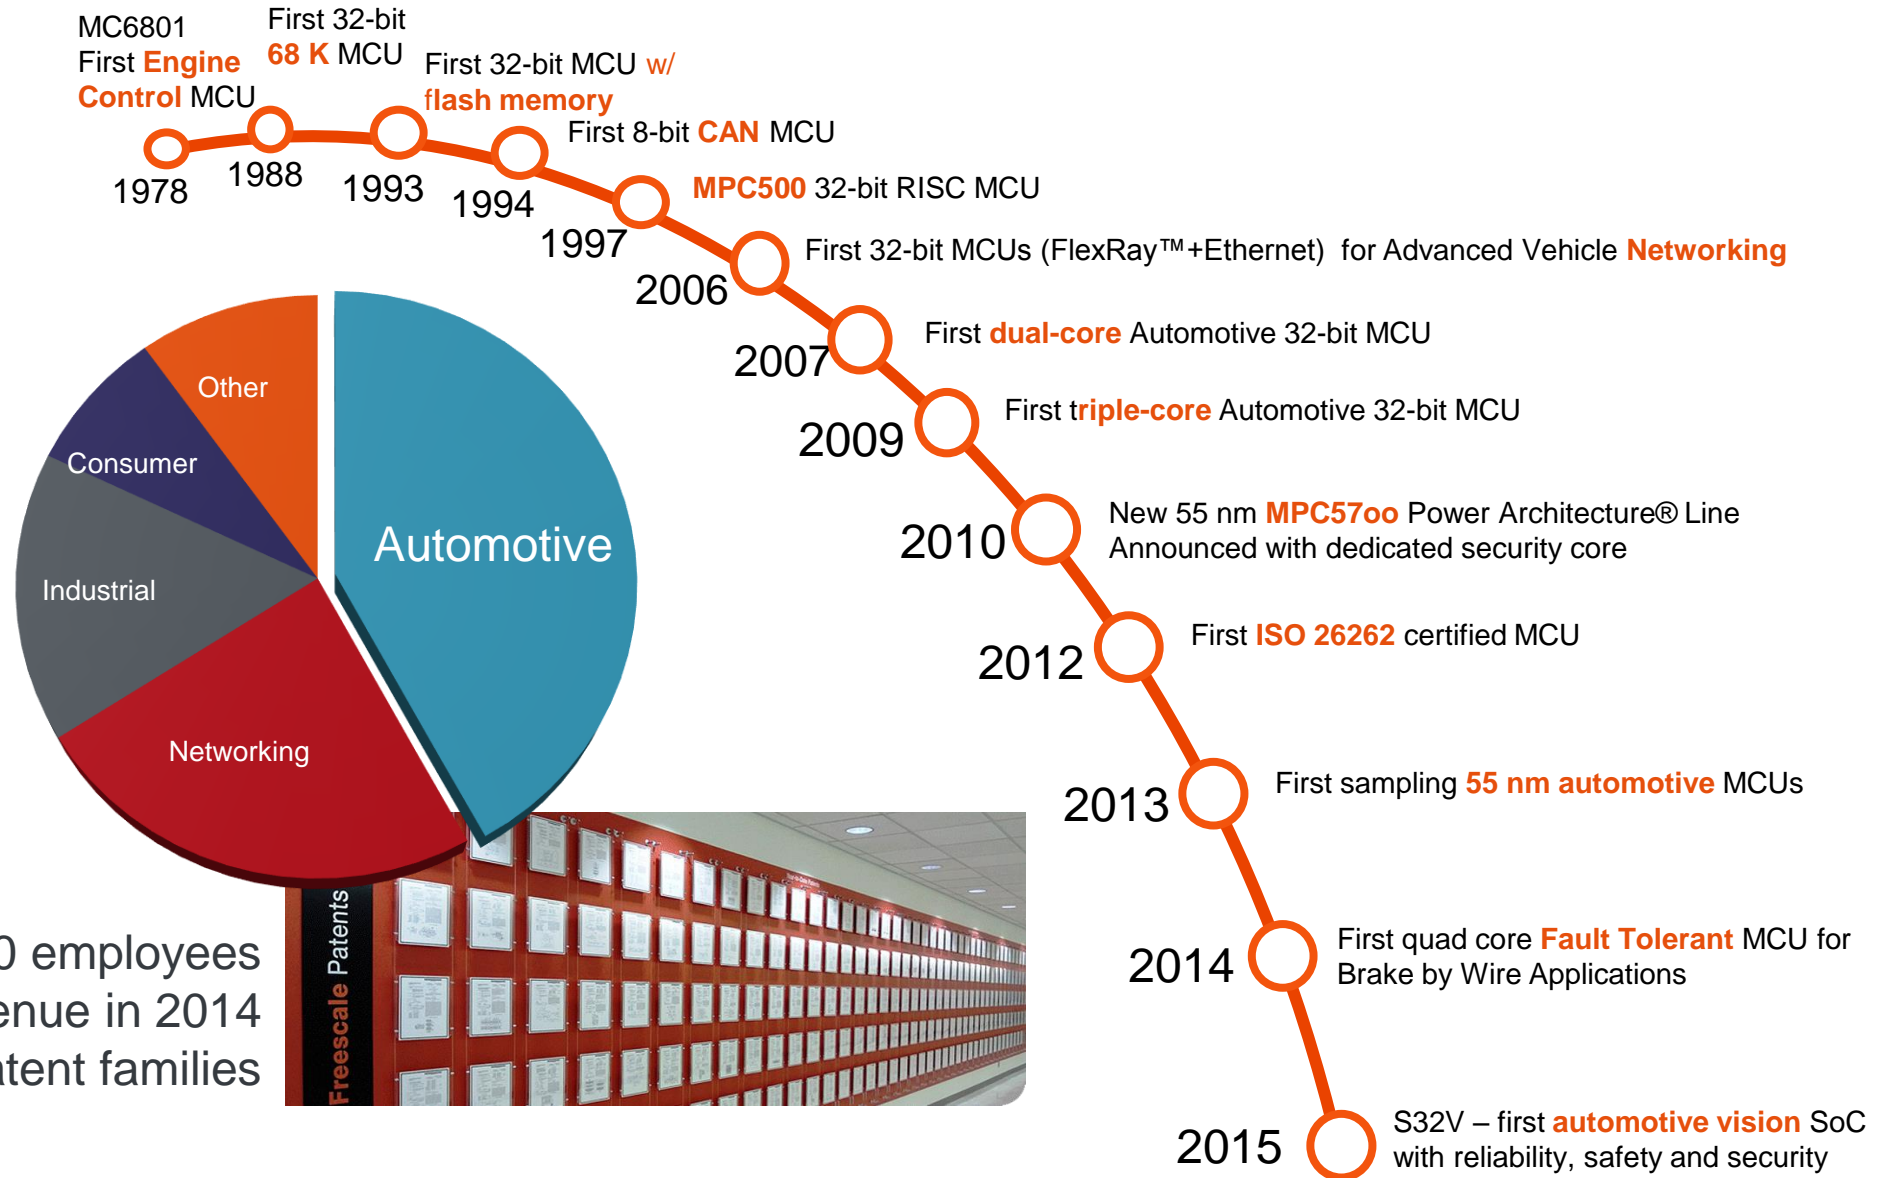 MC6801
First Engine
Control MCU
First 32-bit
68 K MCU
First 32-bit MCU w/
flash memory
First 8-bit CAN MCU
MPC500 32-bit RISC MCU
First 32-bit MCUs (FlexRay™+Ethernet) for Advanced Vehicle Networking
First dual-core Automotive 32-bit MCU
First triple-core Automotive 32-bit MCU
New 55 nm MPC57oo Power Architecture® Line
Announced with dedicated security core
First ISO 26262 certified MCU
First sampling 55 nm automotive MCUs
First quad core Fault Tolerant MCU for
Brake by Wire Applications
S32V – first automotive vision SoC
with reliability, safety and security
1978
1988
1993
1994
1997
2006
2007
2009
2010
2012
2013
2014
2015
Other
Consumer
Automotive
Industrial
Networking
0 employees
enue in 2014
atent families
Freescale Patents